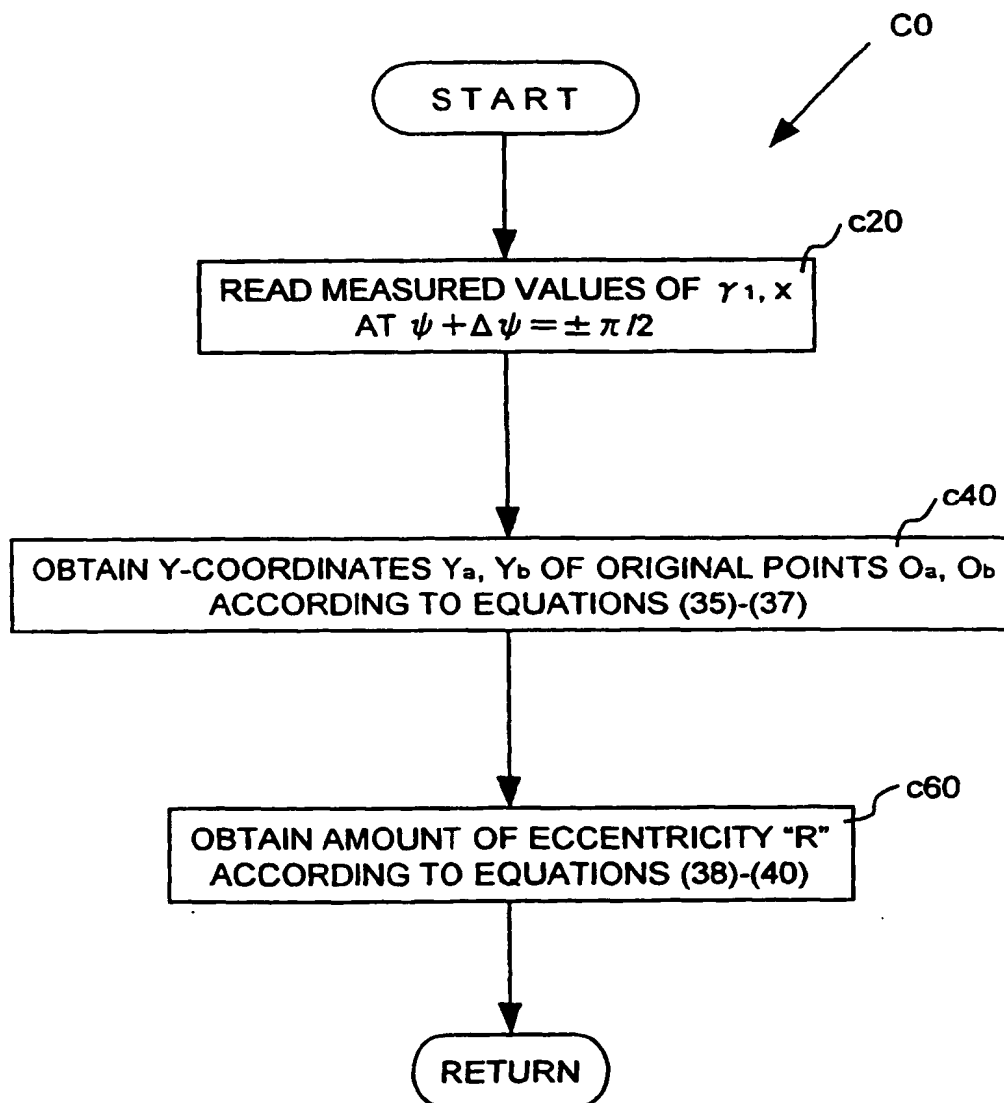 C0
START
c20
READ MEASURED VALUES OF γ1, x
AT ψ+Δψ=±π/2
c40
OBTAIN Y-COORDINATES Ya, Yb OF ORIGINAL POINTS Oa, Ob
ACCORDING TO EQUATIONS (35)-(37)
c60
OBTAIN AMOUNT OF ECCENTRICITY "R"
ACCORDING TO EQUATIONS (38)-(40)
RETURN